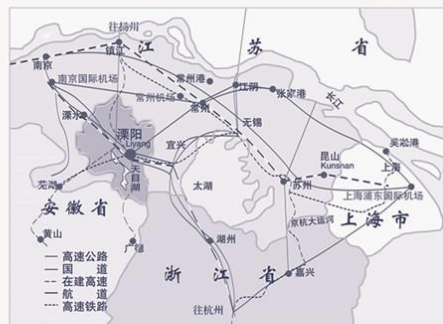 往扬州
镇江
江
苏
省
南京
南京国际机场
常州港
常州机场
常州
江阴
张家港
长江
溧水
溧阳
Liyang
天目湖
宜兴
无锡
吴淞港
上海
昆山
Kunshan
芜湖
太湖
苏州
上海浦东国际机场
安徽省
京杭大运河
上海市
黄山
广德
湖州
浙
江
省
嘉兴
往杭州
高速公路
国 道
在建高速
航 道
高速铁路